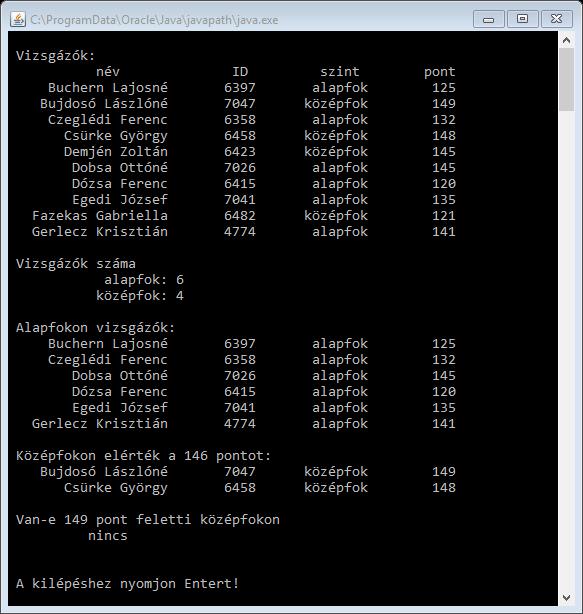 C:\ProgramData\Oracle\Java\javapath\java.exe
Vizsgázók:
név ID szint pont
Buchern Lajosné 6397 alapfok 125
Bujdosó Lászlóné 7047 középfok 149
Czeglédi Ferenc 6358 alapfok 132
Csürke György 6458 középfok 148
Demjén Zoltán 6423 középfok 145
Dobsa Ottóné 7026 alapfok 145
Dózsa Ferenc 6415 alapfok 120
Egedi József 7041 alapfok 135
Fazekas Gabriella 6482 középfok 121
Gerlecz Krisztián 4774 alapfok 141
Vizsgázók száma
alapfok: 6
középfok: 4
Alapfokon vizsgázók:
Buchern Lajosné 6397 alapfok 125
Czeglédi Ferenc 6358 alapfok 132
Dobsa Ottóné 7026 alapfok 145
Dózsa Ferenc 6415 alapfok 120
Egedi József 7041 alapfok 135
Gerlecz Krisztián 4774 alapfok 141
Középfokon elérték a 146 pontot:
Bujdosó Lászlóné 7047 középfok 149
Csürke György 6458 középfok 148
Van-e 149 pont feletti középfokon
nincs
A kilépéshez nyomjon Entert!